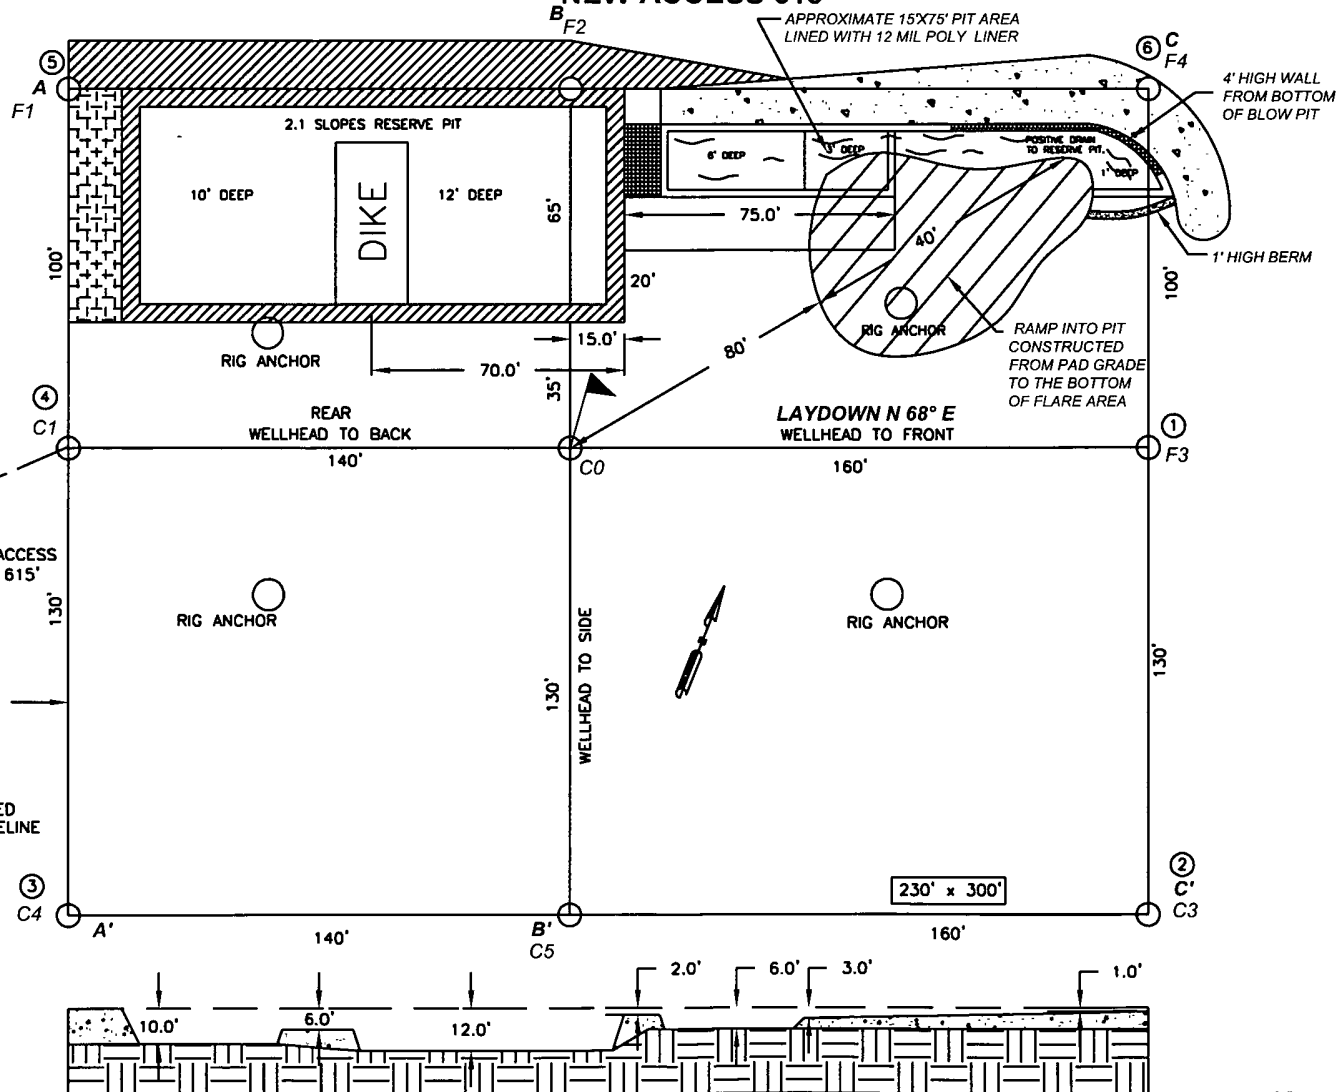 B
F2
APPROXIMATE 15'X75' PIT AREA
LINED WITH 12 MIL POLY LINER
6
C
F4
5
A
F1
4' HIGH WALL
FROM BOTTOM
OF BLOW PIT
2.1 SLOPES RESERVE PIT
10' DEEP
DIKE
12' DEEP
65'
6' DEEP
3' DEEP
POSITIVE DRAIN
TO RESERVE PIT.
1' DEEP
75.0'
40'
100'
20'
1' HIGH BERM
100'
RIG ANCHOR
RIG ANCHOR
15.0'
80'
70.0'
35'
RAMP INTO PIT
CONSTRUCTED
FROM PAD GRADE
TO THE BOTTOM
OF FLARE AREA
4
C1
REAR
WELLHEAD TO BACK
140'
LAYDOWN N 68° E
WELLHEAD TO FRONT
160'
C0
1
F3
ACCESS
615'
130'
RIG ANCHOR
RIG ANCHOR
130'
WELLHEAD TO SIDE
130'
3
C4
A'
140'
B'
C5
230' x 300'
160'
2
C'
C3
10.0'
6.0'
12.0'
2.0'
6.0'
3.0'
1.0'